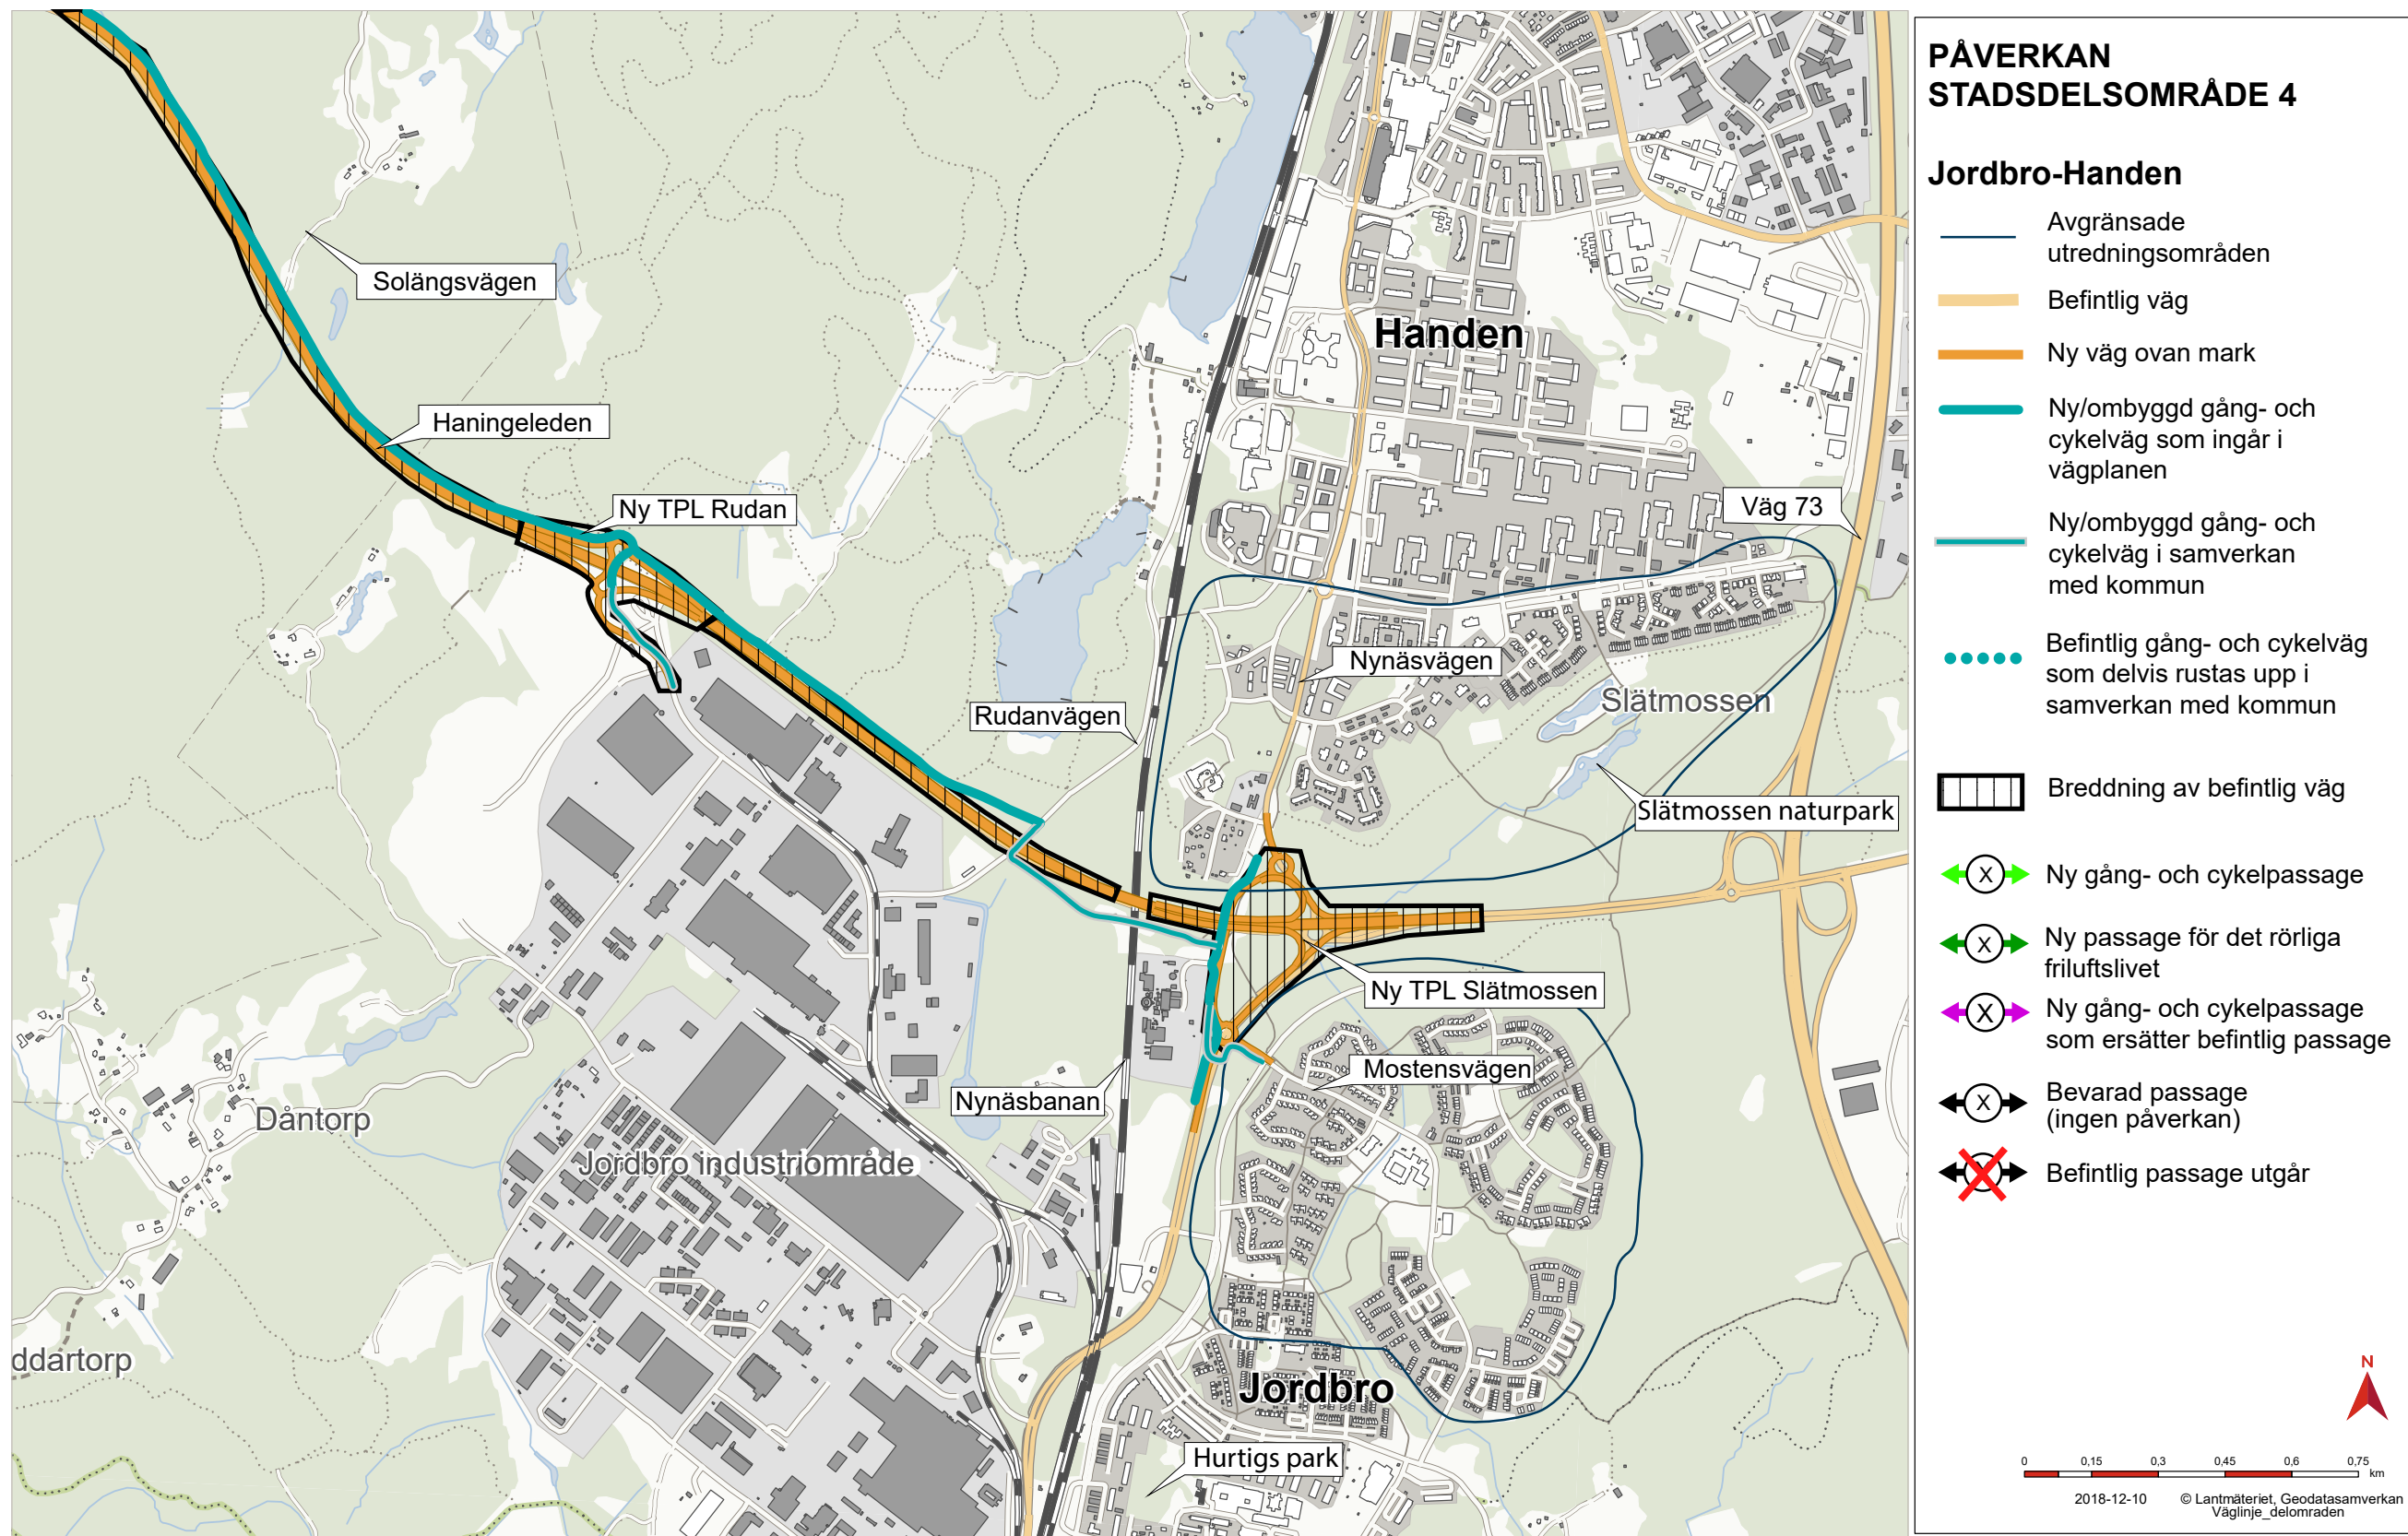 Solängsvägen
Haningeleden
Ny TPL Rudan
Handen
Väg 73
Nynäsvägen
Slätmossen
Rudanvägen
Slätmossen naturpark
Ny TPL Slätmossen
Mostensvägen
Nynäsbanan
Dåntorp
Jordbro industriområde
ddartorp
Jordbro
Hurtigs park
PÅVERKAN
STADSDELSOMRÅDE 4
Jordbro-Handen
Avgränsade
utredningsområden
Befintlig väg
Ny väg ovan mark
Ny/ombyggd gång- och
cykelväg som ingår i
vägplanen
Ny/ombyggd gång- och
cykelväg i samverkan
med kommun
Befintlig gång- och cykelväg
som delvis rustas upp i
samverkan med kommun
Breddning av befintlig väg
X Ny gång- och cykelpassage
X Ny passage för det rörliga
friluftslivet
X Ny gång- och cykelpassage
som ersätter befintlig passage
X Bevarad passage
(ingen påverkan)
X Befintlig passage utgår
N
0 0,15 0,3 0,45 0,6 0,75
km
2018-12-10 © Lantmäteriet, Geodatasamverkan
Väglinje_delomraden